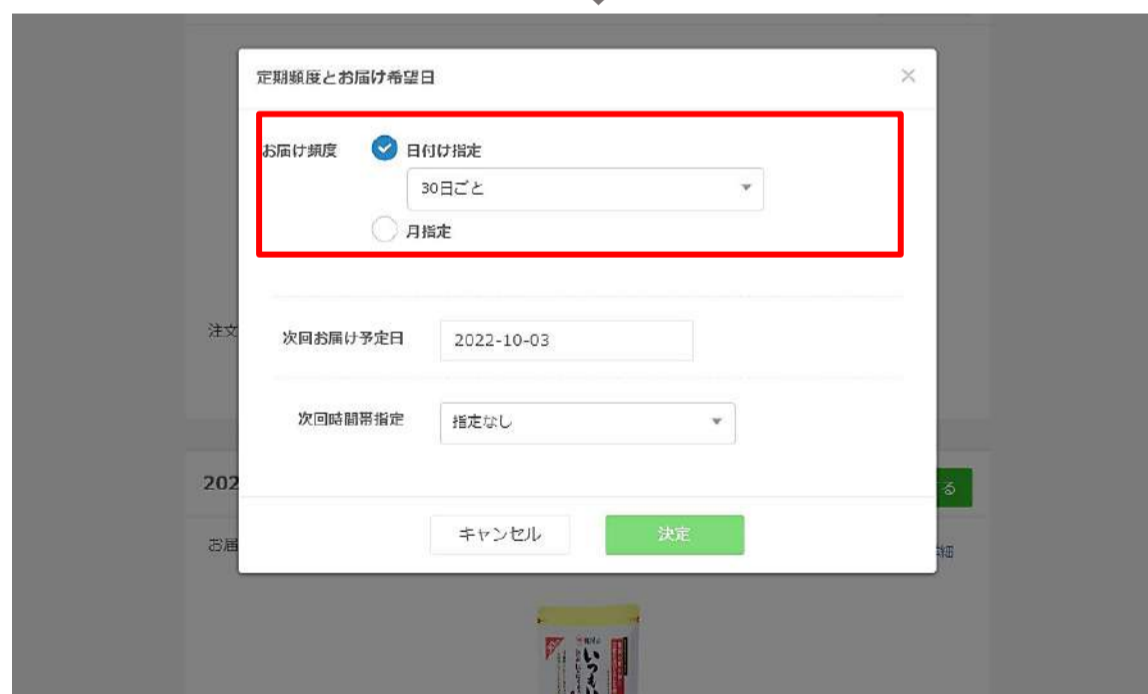 定期頻度とお届け希望日
×
お届け頻度
日付け指定
30日ごと
月指定
注文
次回お届け予定日
2022-10-03
次回時間帯指定
指定なし
202
る
キャンセル
決定
お届
細
いつも